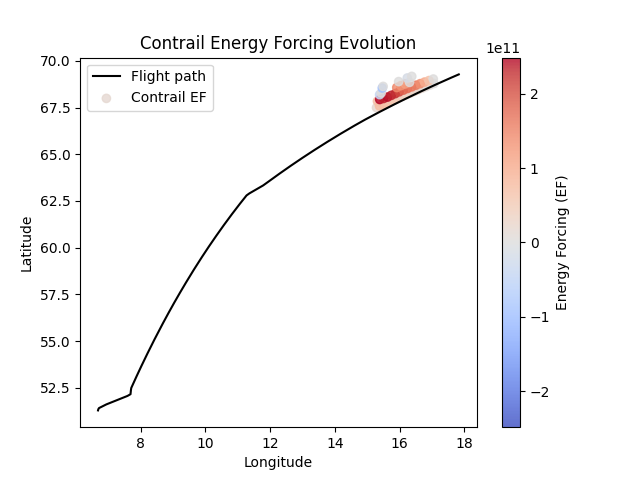 Contrail Energy Forcing Evolution
1e11
70.0
67.5
65.0
62.5
60.0
57.5
55.0
52.5
Latitude
Flight path
Contrail EF
8
10
12
14
16
18
Longitude
2
1
0
−1
−2
Energy Forcing (EF)